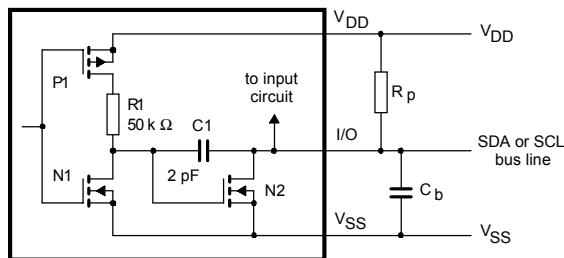 VDD
VDD
P1
to input
circuit
Rp
R1
50 k Ω
C1
I/O
SDA or SCL
bus line
N1
2 pF
N2
Cb
VSS
VSS